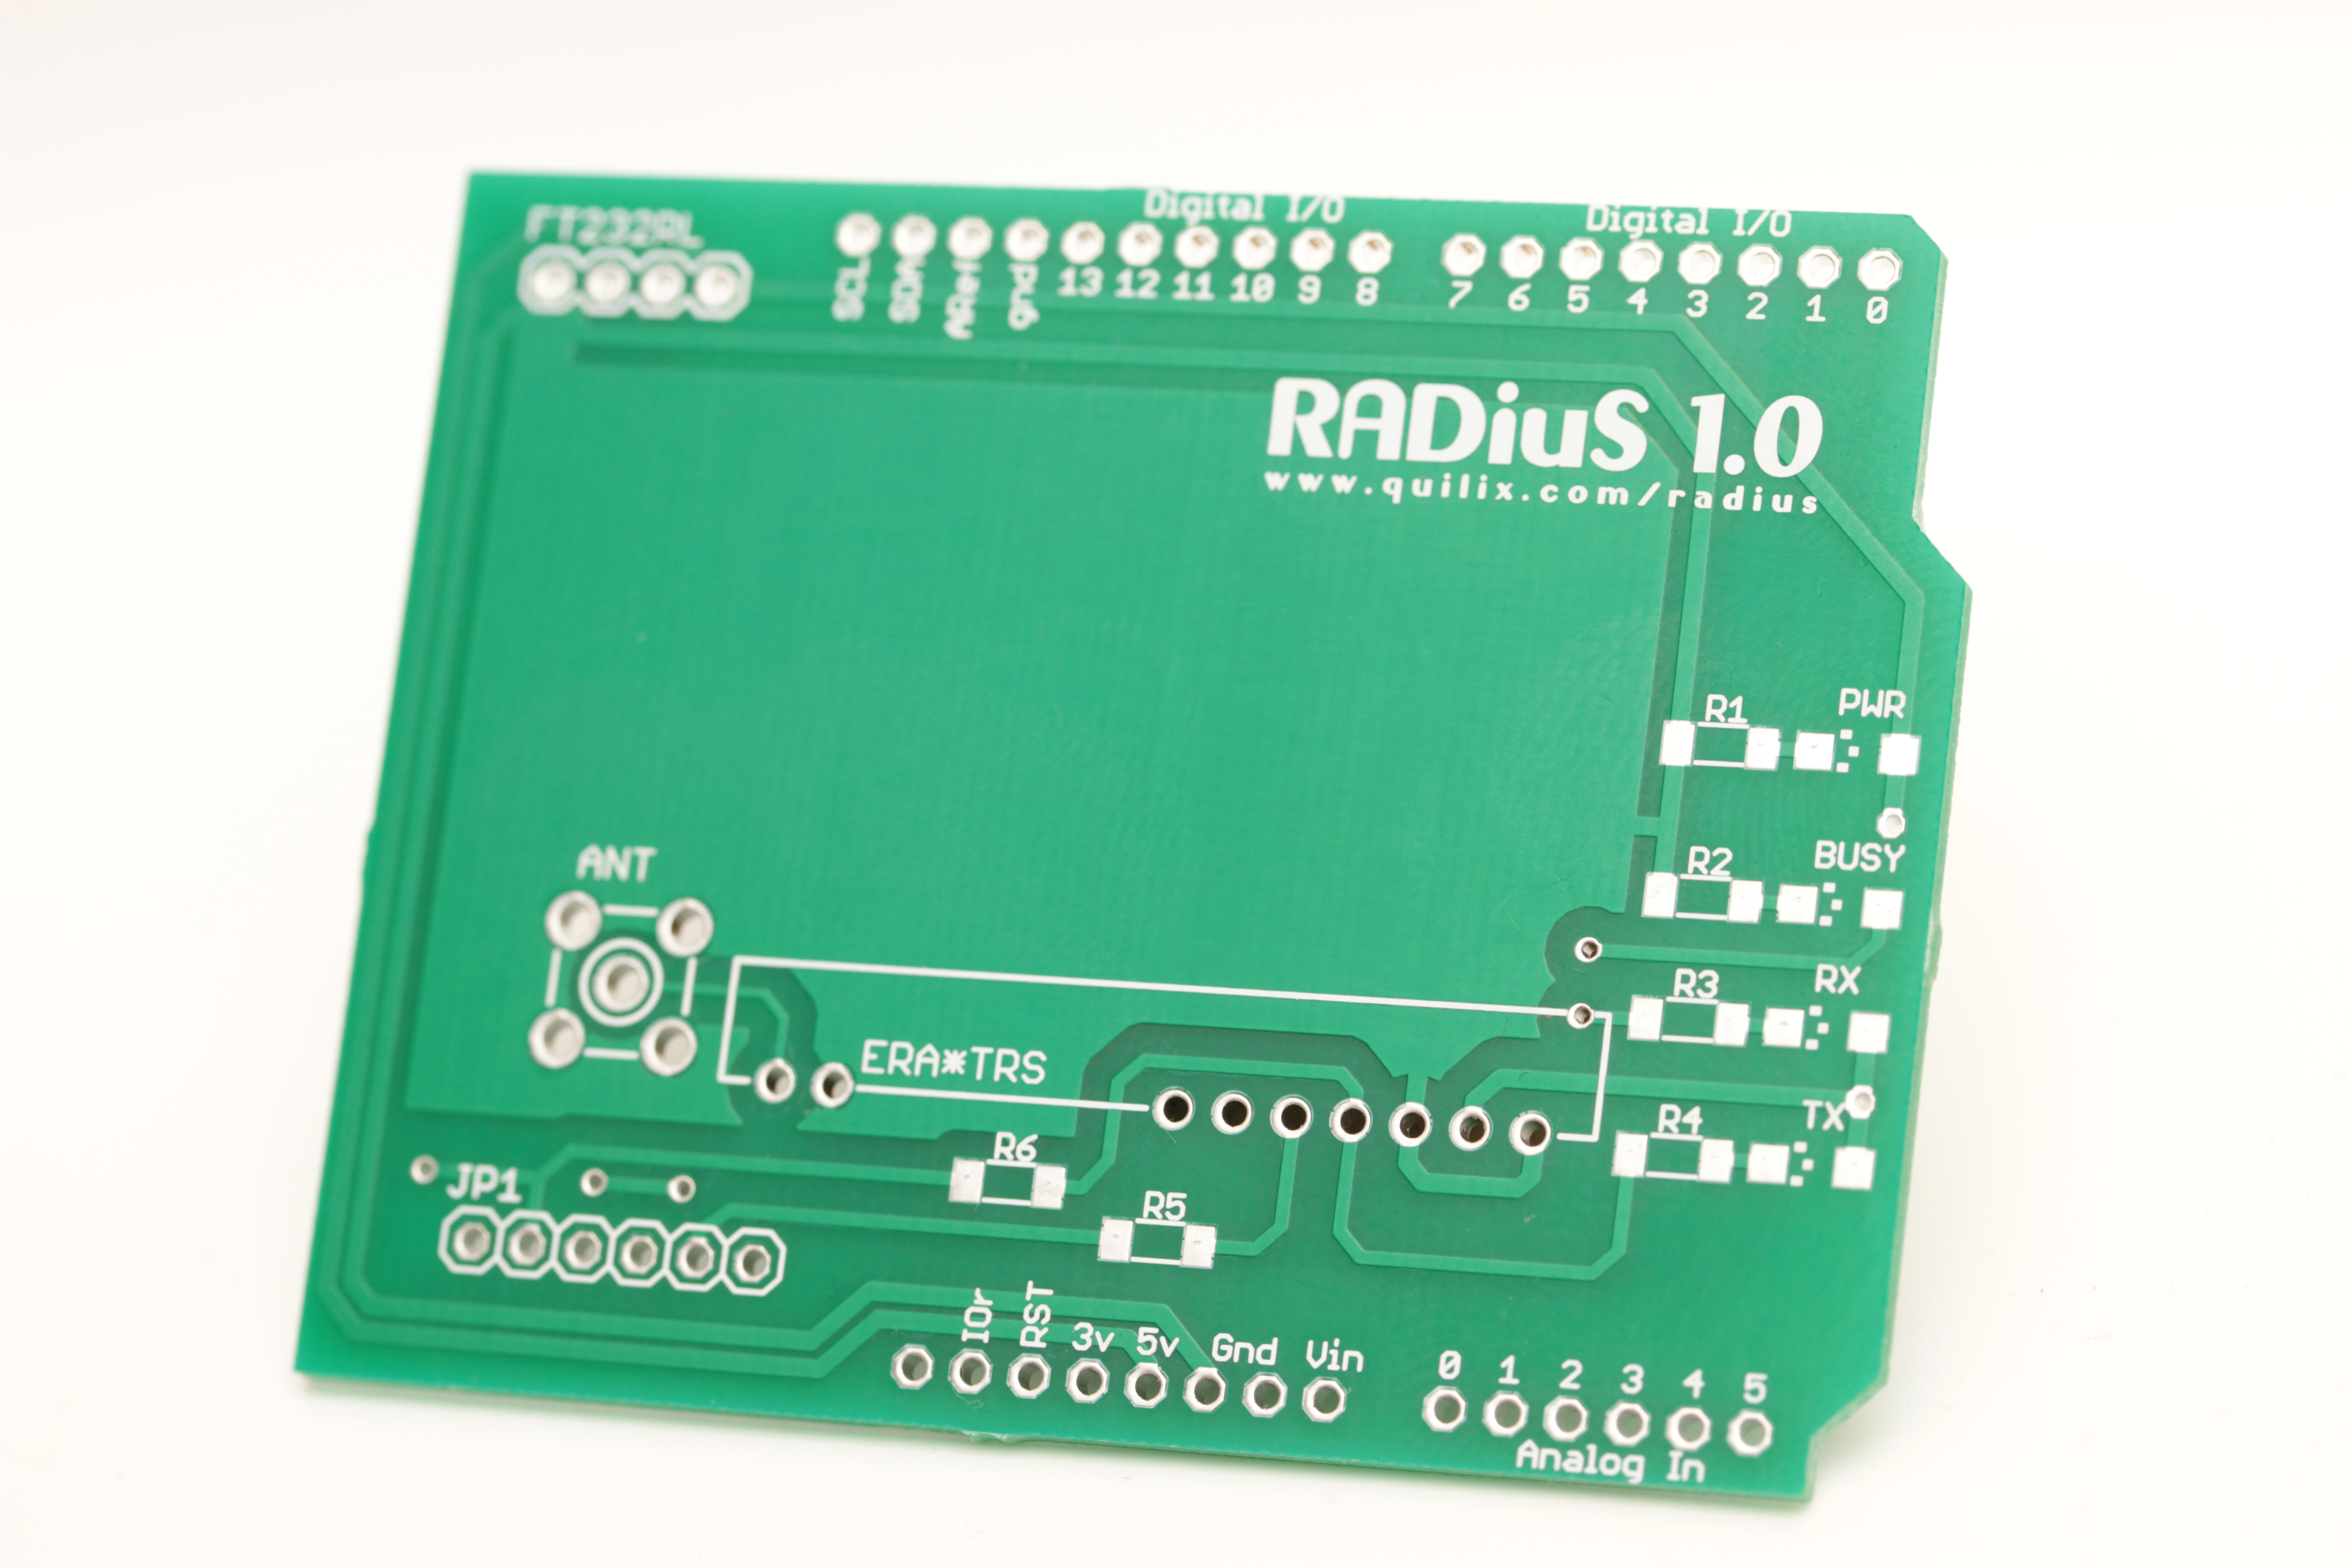 Digital I/O
Digital I/O
FT232RL
SCL SDA ARef gnd 13 12 11 10 9 8 7 6 5 4 3 2 1 0
RADiuS 1.0
www.quilix.com/radius
R1 PWR
R2 BUSY
ANT
R3 RX
ERA*TRS
R4 TX
R6
JP1
R5
IOr RST 3v 5v Gnd Vin
0 1 2 3 4 5
Analog In